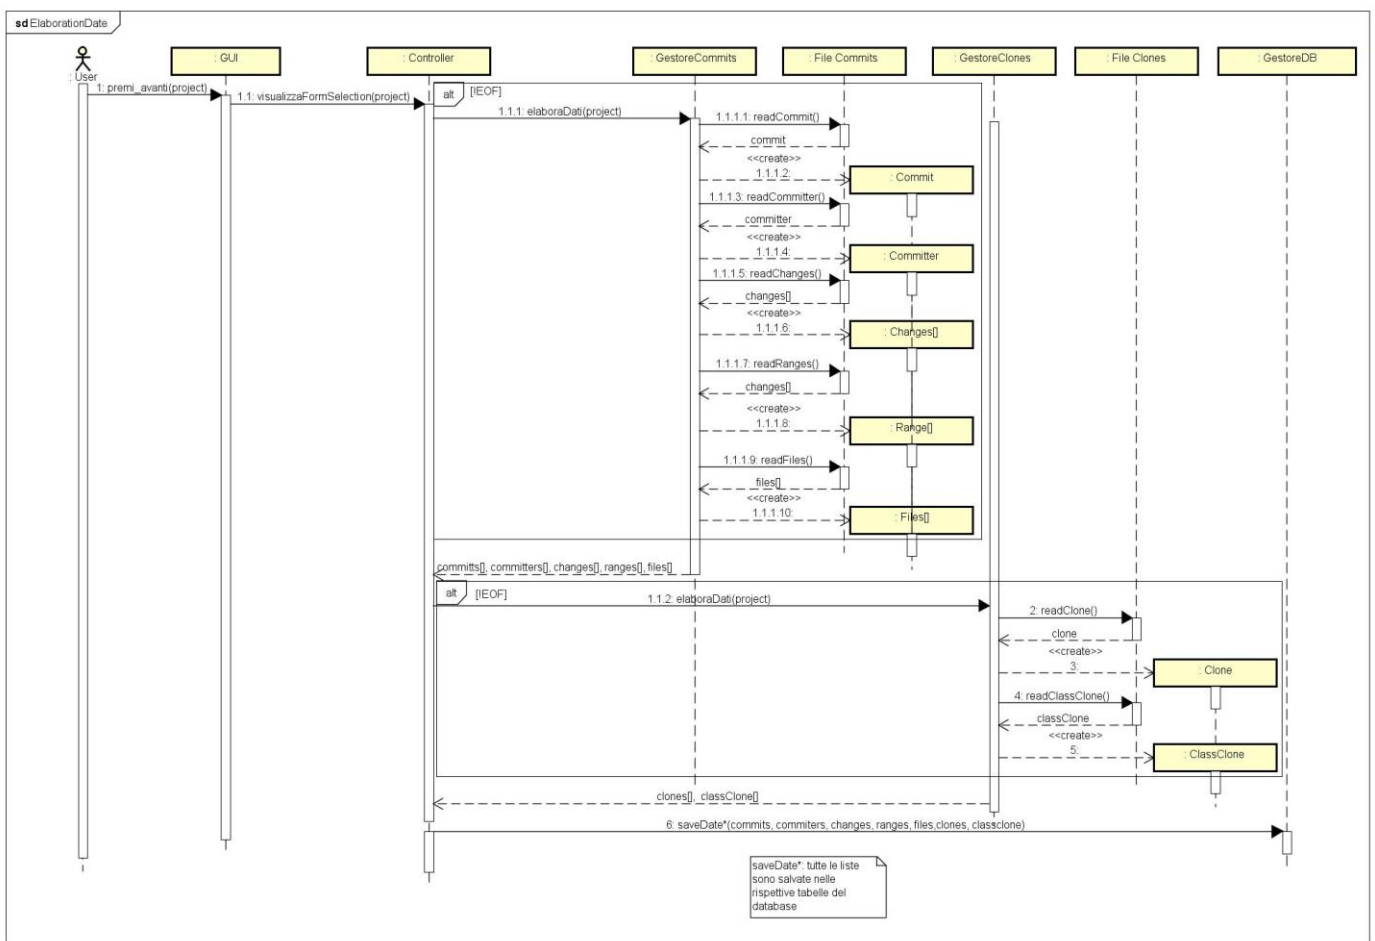 sd ElaborationDate
: User
: GUI
: Controller
: GestoreCommits
: File Commits
: GestoreClones
: File Clones
: GestoreDB
1: premi_avanti(project)
1.1: visualizzaFormSelection(project)
alt
[!EOF]
1.1.1: elaboraDati(project)
1.1.1.1: readCommit()
commit
<<create>>
1.1.1.2:
: Commit
1.1.1.3: readCommitter()
committer
<<create>>
1.1.1.4:
: Committer
1.1.1.5: readChanges()
changes[]
<<create>>
1.1.1.6:
: Changes[]
1.1.1.7: readRanges()
changes[]
<<create>>
1.1.1.8:
: Range[]
1.1.1.9: readFiles()
files[]
<<create>>
1.1.1.10:
: Files[]
committs[], committers[], changes[], ranges[], files[]
alt
[!EOF]
1.1.2: elaboraDati(project)
2: readClone()
clone
<<create>>
3:
: Clone
4: readClassClone()
classClone
<<create>>
5:
: ClassClone
clones[], classClone[]
6: saveDate*(commits, commiters, changes, ranges, files,clones, classclone)
saveDate*: tutte le liste
sono salvate nelle
rispettive tabelle del
database